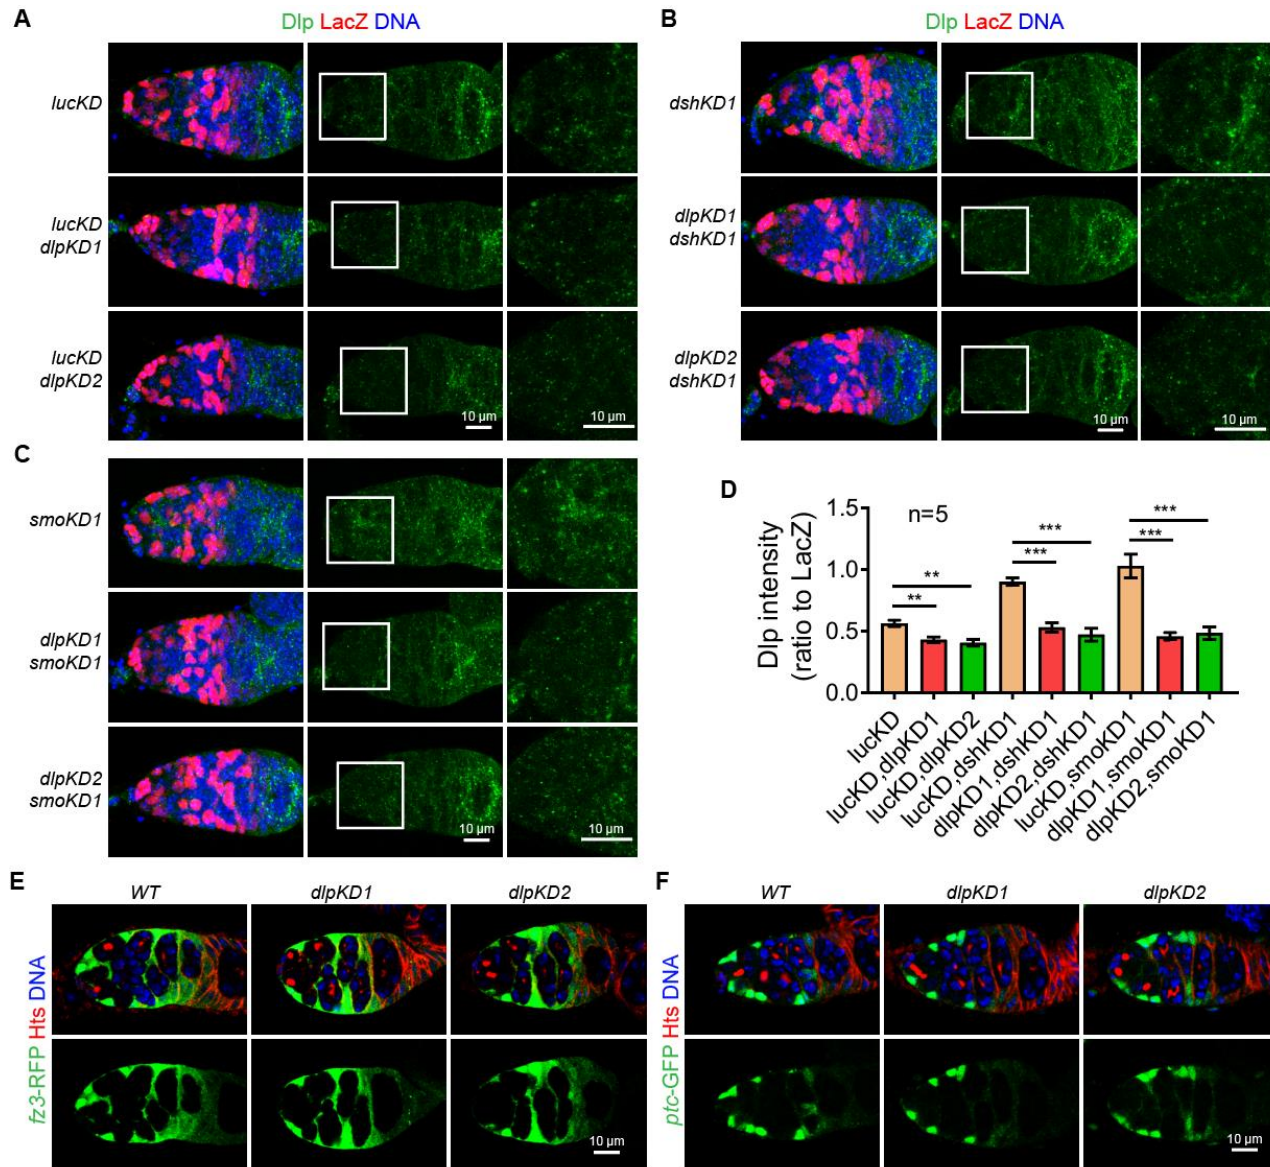 A
Dlp LacZ DNA
lucKD
lucKD
dlpKD1
lucKD
dlpKD2
10 µm
10 µm
B
Dlp LacZ DNA
dshKD1
dlpKD1
dshKD1
dlpKD2
dshKD1
10 µm
10 µm
C
smoKD1
dlpKD1
smoKD1
dlpKD2
smoKD1
10 µm
10 µm
D
Dlp intensity
(ratio to LacZ)
1.5
1.0
0.5
0.0
n=5
**
**
***
***
***
***
lucKD
lucKD,dlpKD1
lucKD,dlpKD2
lucKD,dshKD1
dlpKD1,dshKD1
dlpKD2,dshKD1
lucKD,smoKD1
dlpKD1,smoKD1
dlpKD2,smoKD1
E
WT
dlpKD1
dlpKD2
fz3-RFP Hts DNA
10 µm
F
WT
dlpKD1
dlpKD2
ptc-GFP Hts DNA
10 µm